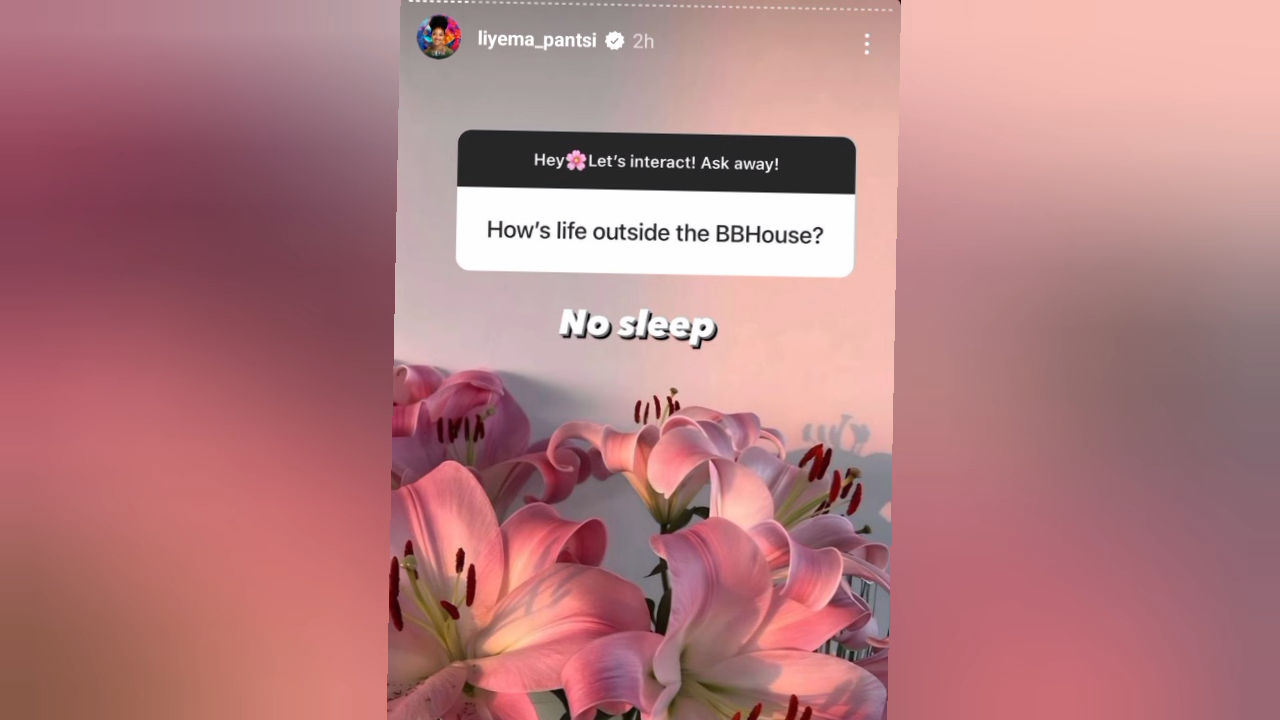 liyema_pantsi 2h
Hey🌸Let's interact! Ask away!
How's life outside the BBHouse?
No sleep